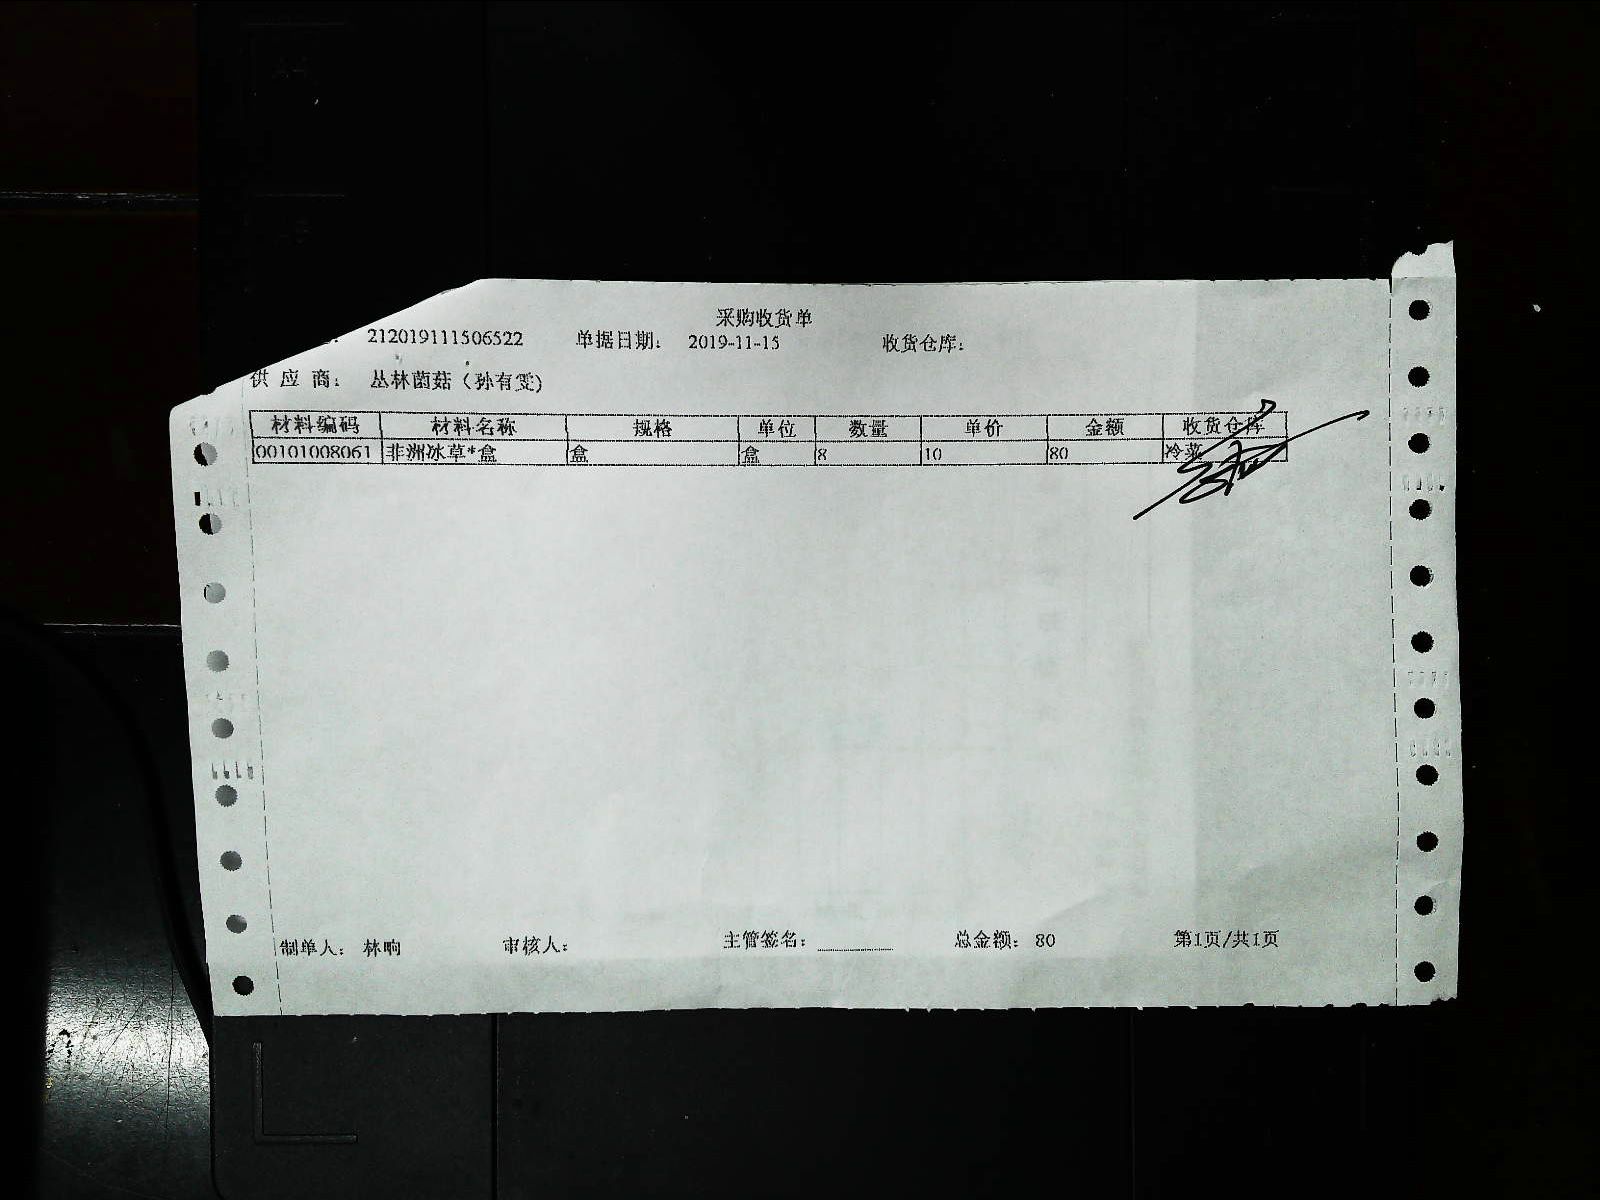 采购收货单
212019111506522 单据日期: 2019-11-15 收货仓库:
供 应 商: 丛林菌菇 (孙有雯)
材料编码 材料名称 规格 单位 数量 单价 金额 收货仓库
00101008061 非洲冰草*盒 盒 盒 8 10 80 冷菜
制单人: 林响 审核人: 主管签名: 总金额: 80 第1页/共1页